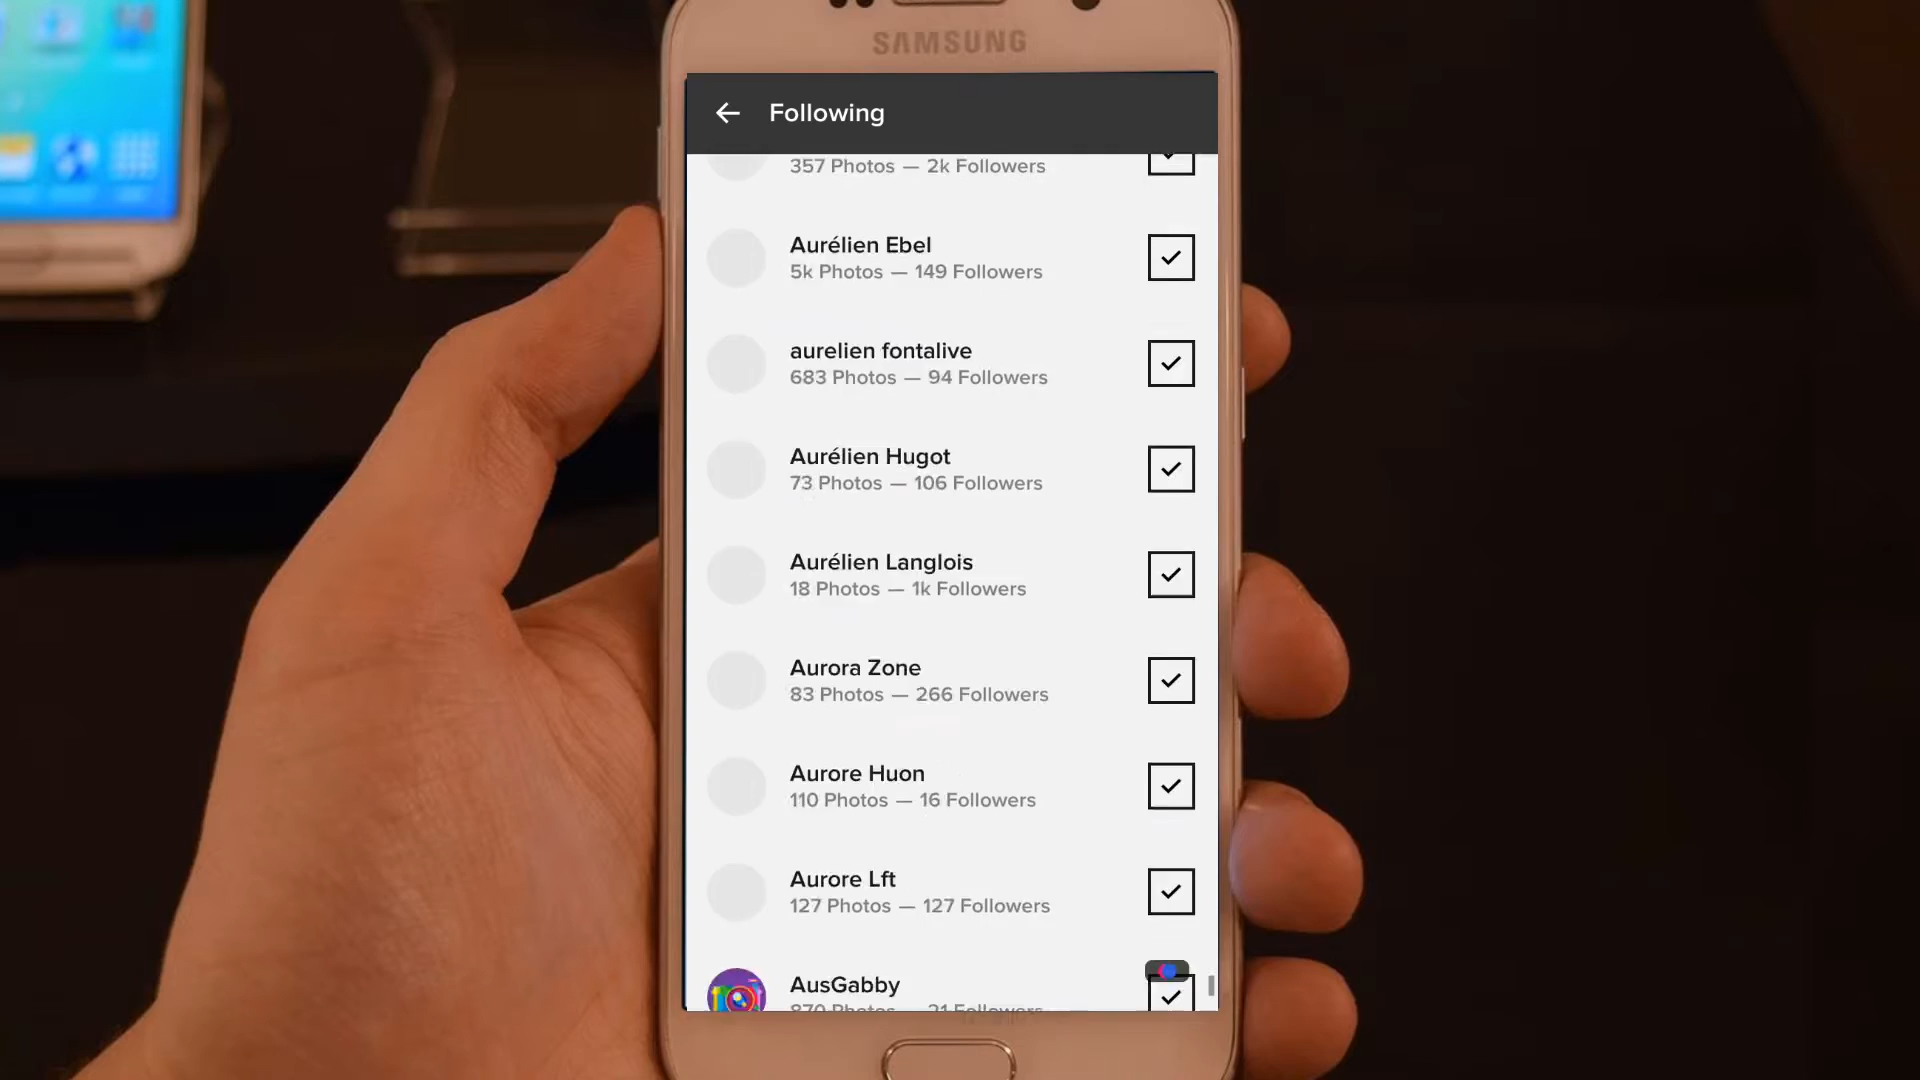 SAMSUNG
Following
357 Photos — 2k Followers
Aurélien Ebel
5k Photos — 149 Followers
aurelien fontalive
683 Photos — 94 Followers
Aurélien Hugot
73 Photos — 106 Followers
Aurélien Langlois
18 Photos — 1k Followers
Aurora Zone
83 Photos — 266 Followers
Aurore Huon
110 Photos — 16 Followers
Aurore Lft
127 Photos — 127 Followers
AusGabby
870 Photos — 21 Followers